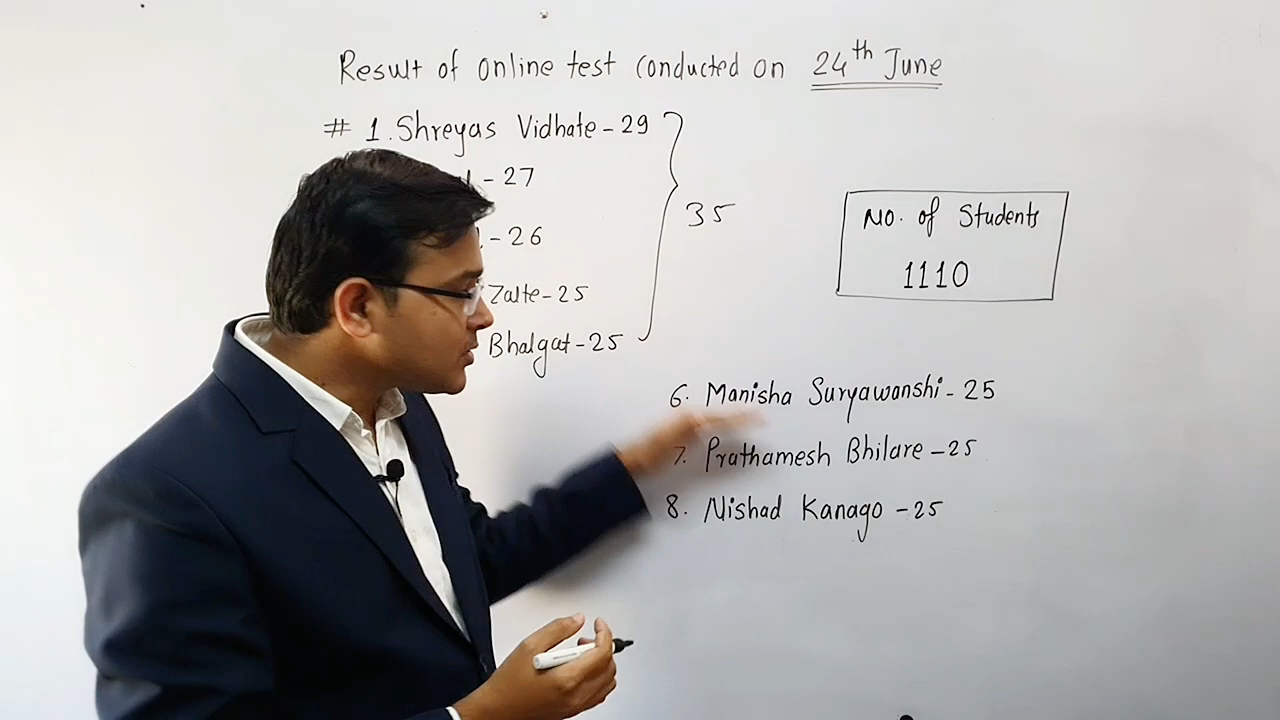 Result of online test conducted on 24th June
# 1. Shreyas Vidhate - 29
- 27
- 26
Zalte - 25
Bhalgat - 25
35
No. of Students
1110
6. Manisha Suryawanshi - 25
7. Prathamesh Bhilare - 25
8. Nishad Kanago - 25